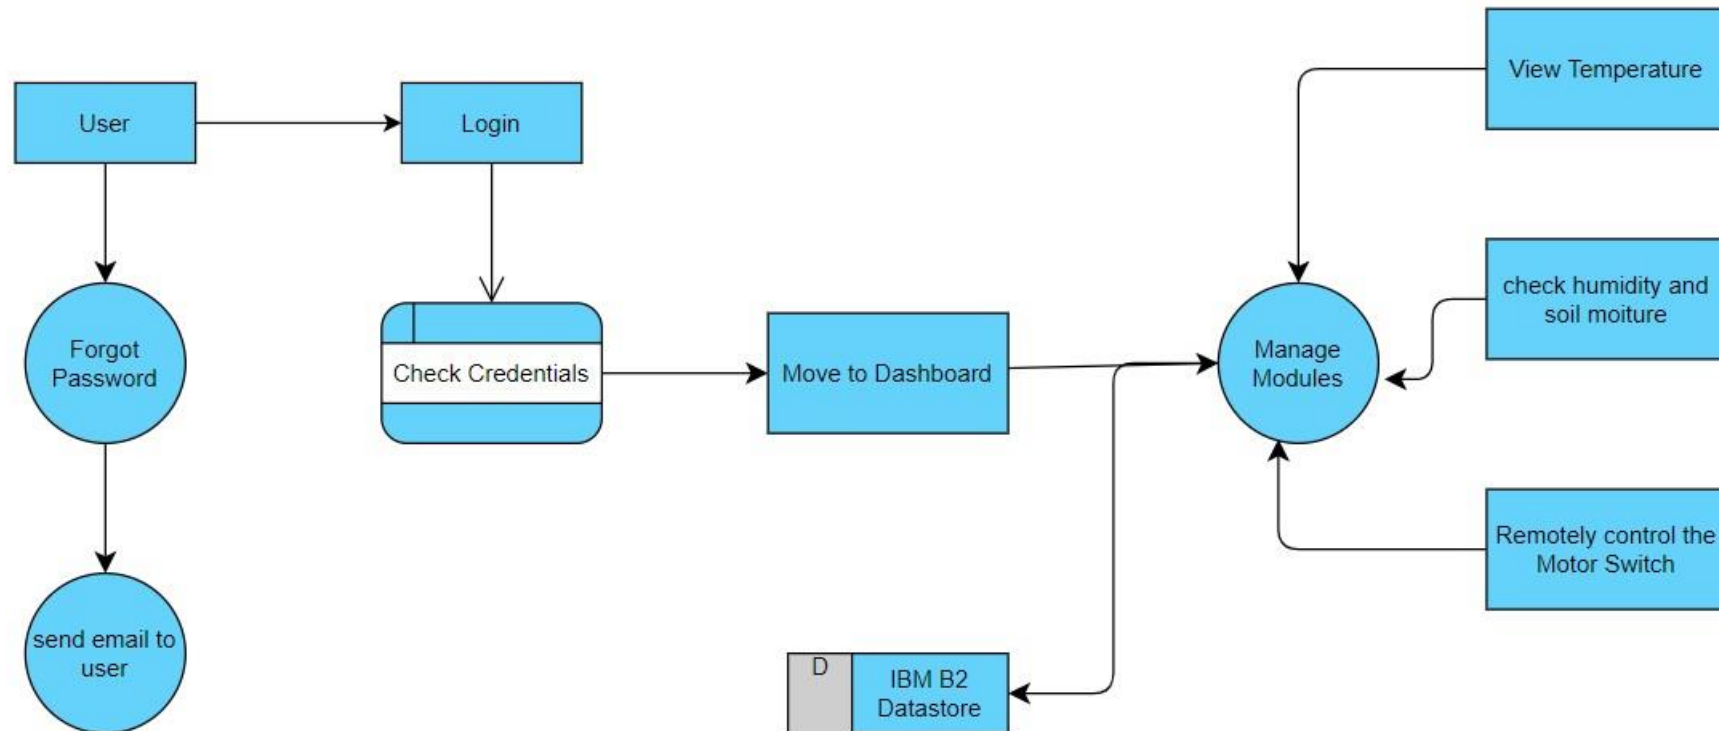 User
Login
View Temperature
Forgot
Password
Check Credentials
Move to Dashboard
Manage
Modules
check humidity and
soil moiture
Remotely control the
Motor Switch
send email to
user
D
IBM B2
Datastore